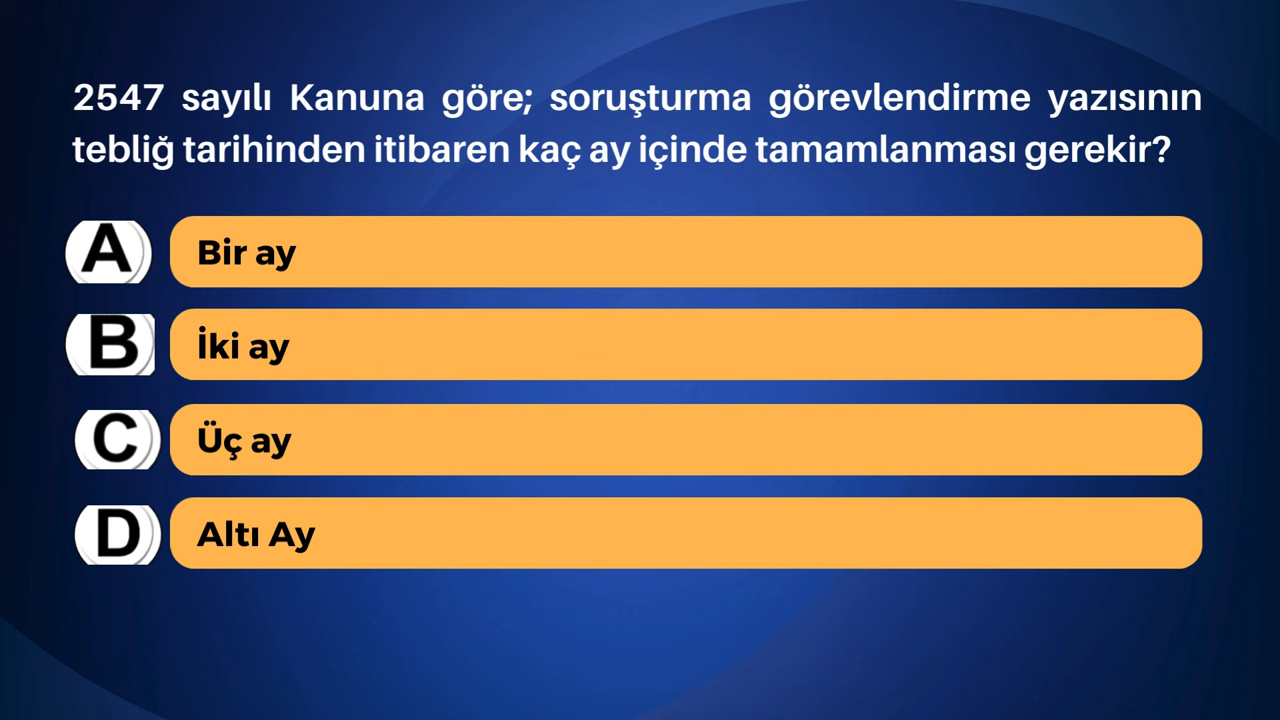 2547 sayılı Kanuna göre; soruşturma görevlendirme yazısının
tebliğ tarihinden itibaren kaç ay içinde tamamlanması gerekir?
A Bir ay
B İki ay
C Üç ay
D Altı Ay